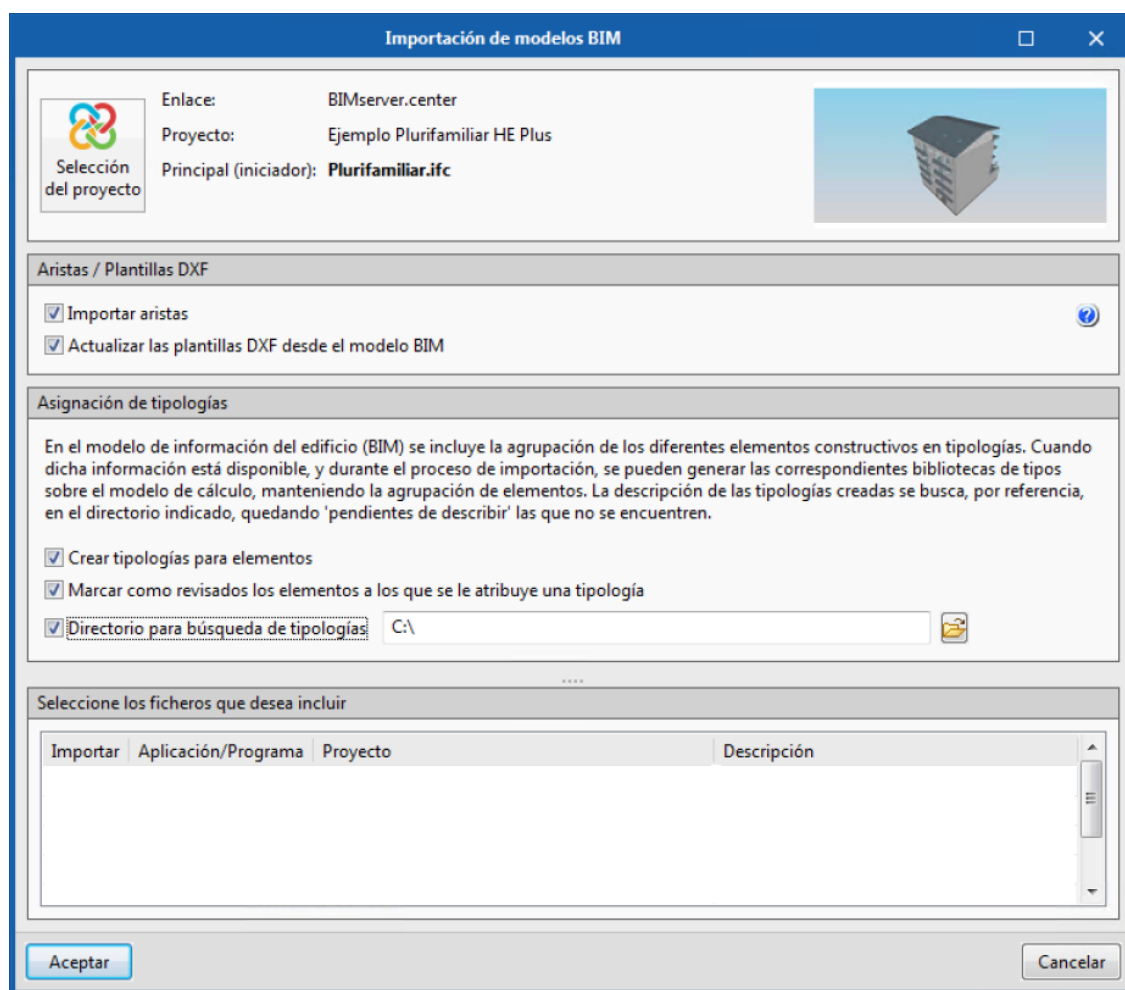 Importación de modelos BIM
Selección
del proyecto
Enlace: BIMserver.center
Proyecto: Ejemplo Plurifamiliar HE Plus
Principal (iniciador): Plurifamiliar.ifc
Aristas / Plantillas DXF
Importar aristas
Actualizar las plantillas DXF desde el modelo BIM
Asignación de tipologías
En el modelo de información del edificio (BIM) se incluye la agrupación de los diferentes elementos constructivos en tipologías. Cuando
dicha información está disponible, y durante el proceso de importación, se pueden generar las correspondientes bibliotecas de tipos
sobre el modelo de cálculo, manteniendo la agrupación de elementos. La descripción de las tipologías creadas se busca, por referencia,
en el directorio indicado, quedando 'pendientes de describir' las que no se encuentren.
Crear tipologías para elementos
Marcar como revisados los elementos a los que se le atribuye una tipología
Directorio para búsqueda de tipologías C:\
Seleccione los ficheros que desea incluir
Importar Aplicación/Programa Proyecto Descripción
Aceptar Cancelar